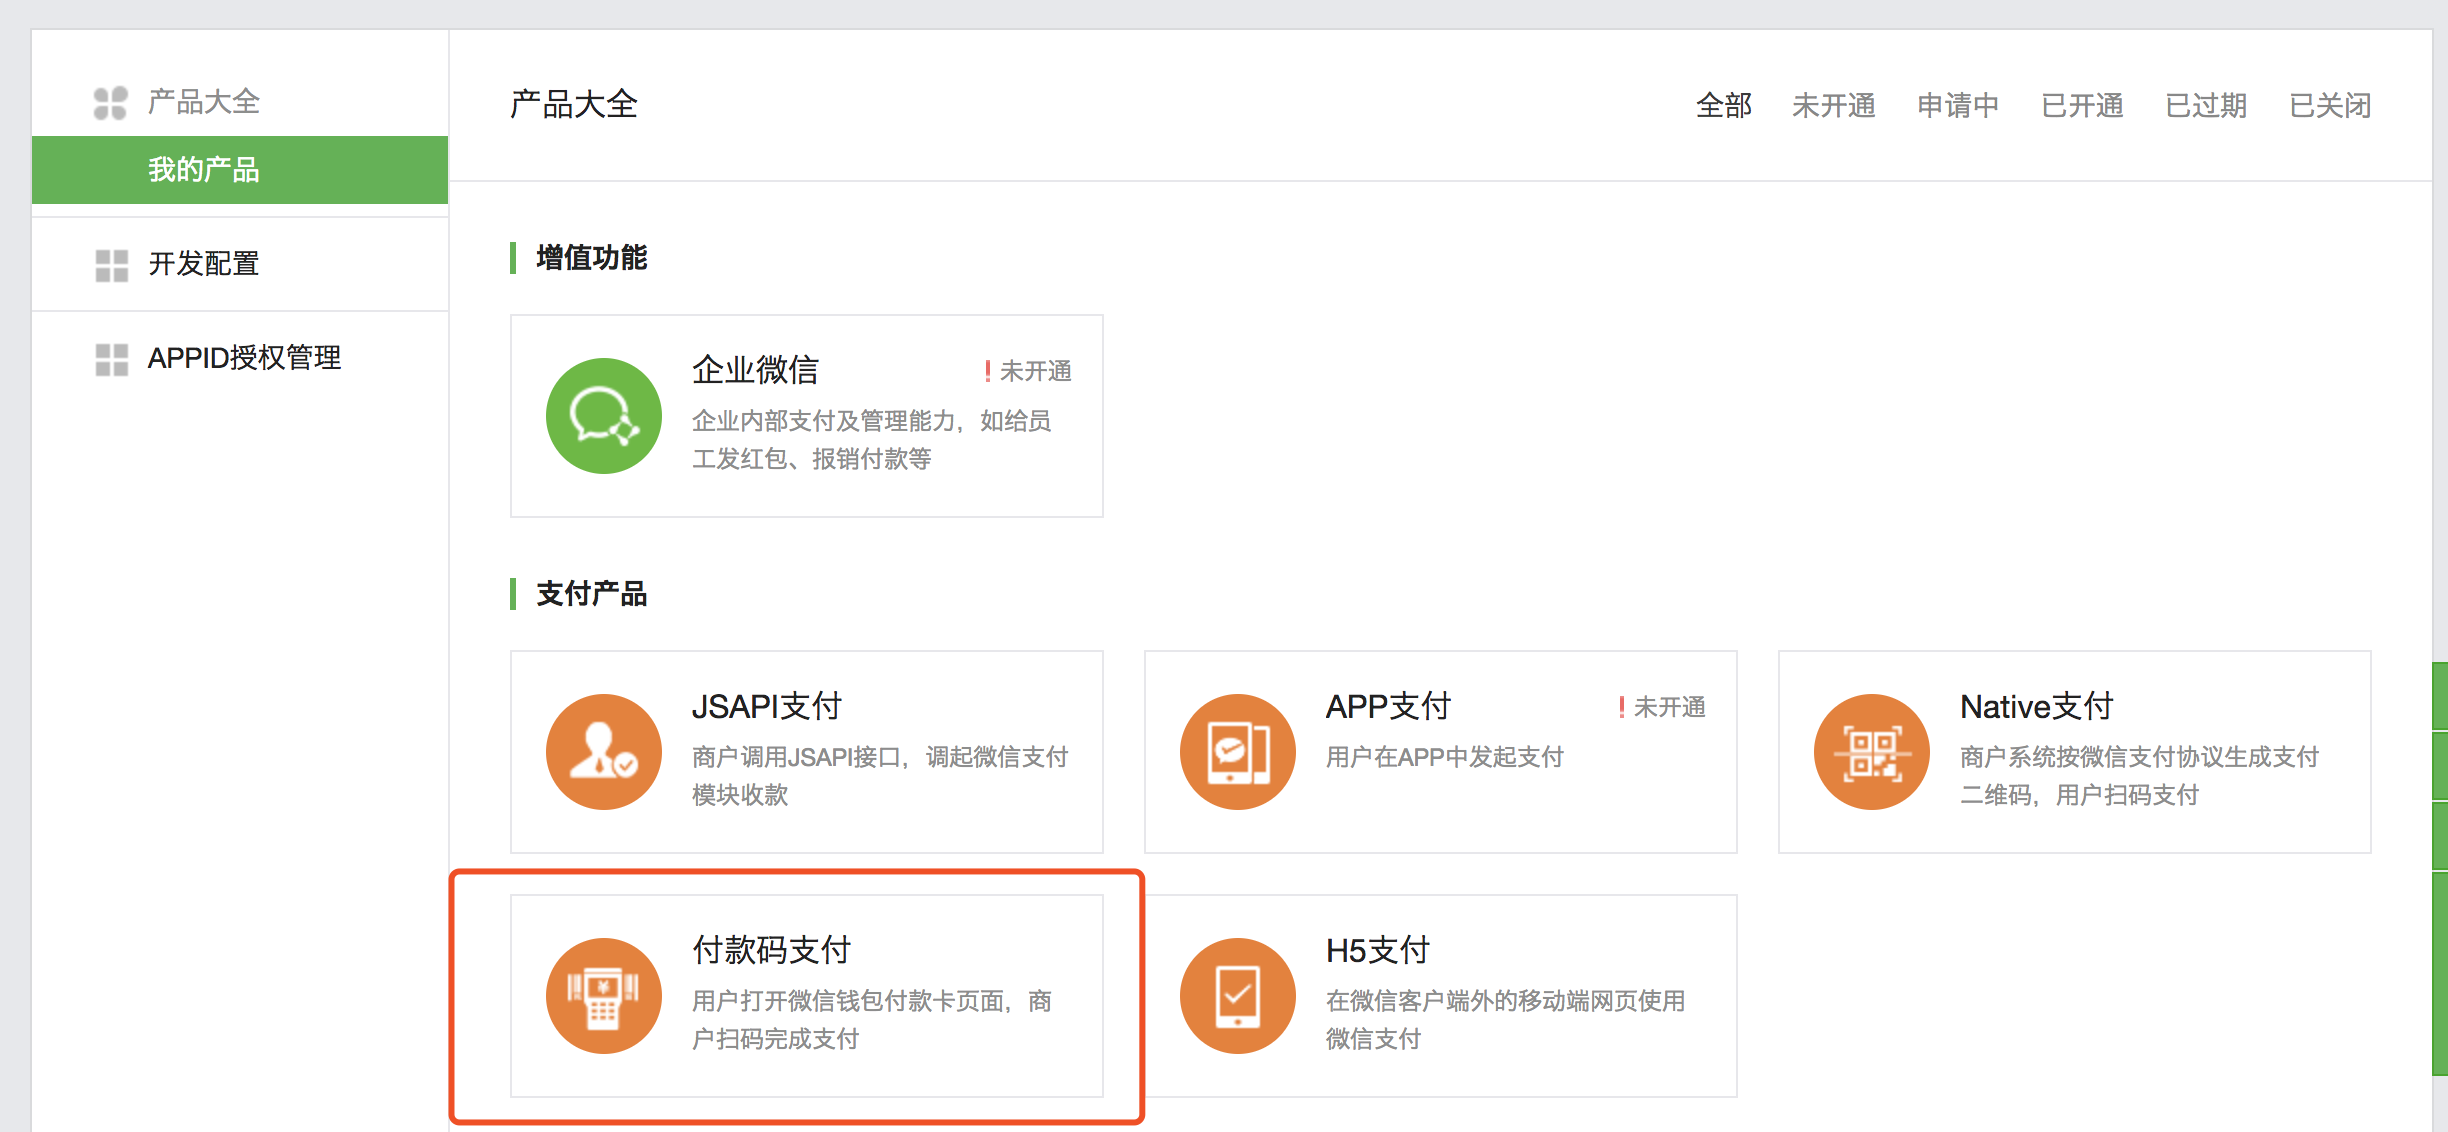 产品大全
我的产品
开发配置
APPID授权管理
产品大全
全部 未开通 申请中 已开通 已过期 已关闭
增值功能
企业微信
未开通
企业内部支付及管理能力，如给员
工发红包、报销付款等
支付产品
JSAPI支付
商户调用JSAPI接口，调起微信支付
模块收款
APP支付
未开通
用户在APP中发起支付
Native支付
商户系统按微信支付协议生成支付
二维码，用户扫码支付
付款码支付
用户打开微信钱包付款卡页面，商
户扫码完成支付
H5支付
在微信客户端外的移动端网页使用
微信支付